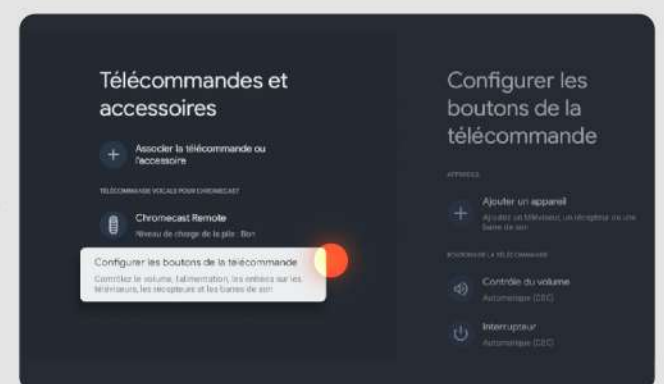 Télécommandes et
accessoires
Associer la télécommande ou
l'accessoire
TÉLÉCOMMANDE VOCALE POUR CHROMECAST
Chromecast Remote
Niveau de charge de la pile : Bon
Configurer les boutons de la télécommande
Contrôlez le volume, l'alimentation, les entrées sur les
téléviseurs, les récepteurs et les barres de son
Configurer les
boutons de la
télécommande
APPAREILS
Ajouter un appareil
Ajoutez un téléviseur, un récepteur ou une
barre de son
BOUTONS DE LA TÉLÉCOMMANDE
Contrôle du volume
Automatique (CEC)
Interrupteur
Automatique (CEC)